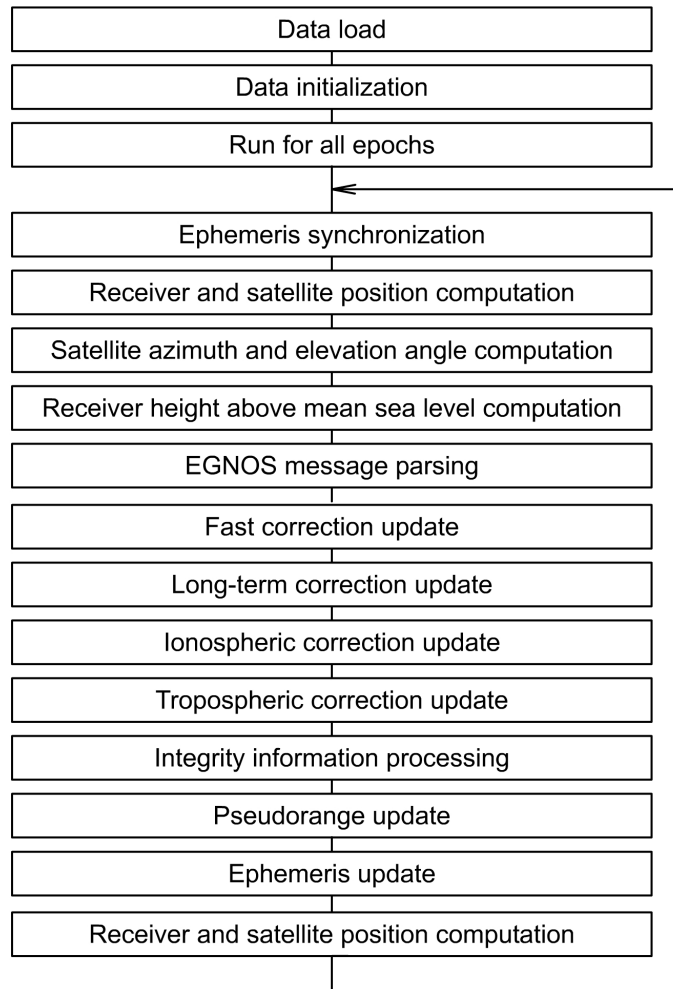 Data load
Data initialization
Run for all epochs
Ephemeris synchronization
Receiver and satellite position computation
Satellite azimuth and elevation angle computation
Receiver height above mean sea level computation
EGNOS message parsing
Fast correction update
Long-term correction update
Ionospheric correction update
Tropospheric correction update
Integrity information processing
Pseudorange update
Ephemeris update
Receiver and satellite position computation